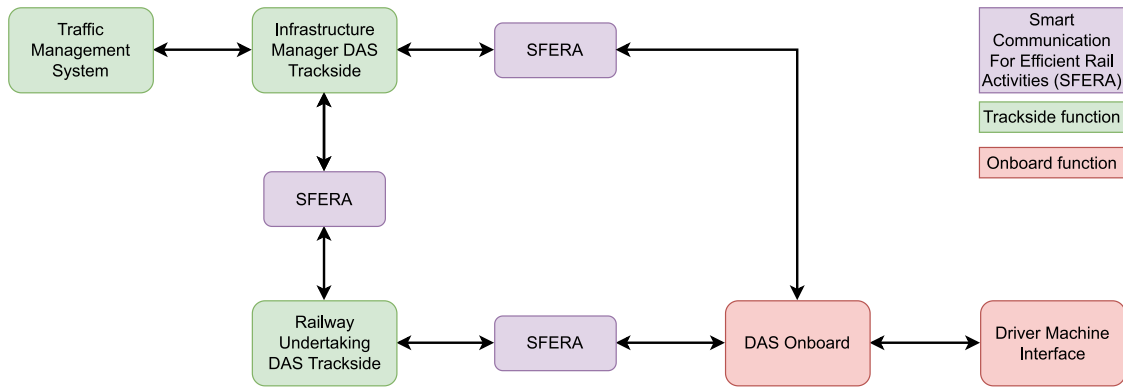 Traffic
Management
System
Infrastructure
Manager DAS
Trackside
SFERA
Smart
Communication
For Efficient Rail
Activities (SFERA)
Trackside function
Onboard function
SFERA
Railway
Undertaking
DAS Trackside
SFERA
DAS Onboard
Driver Machine
Interface